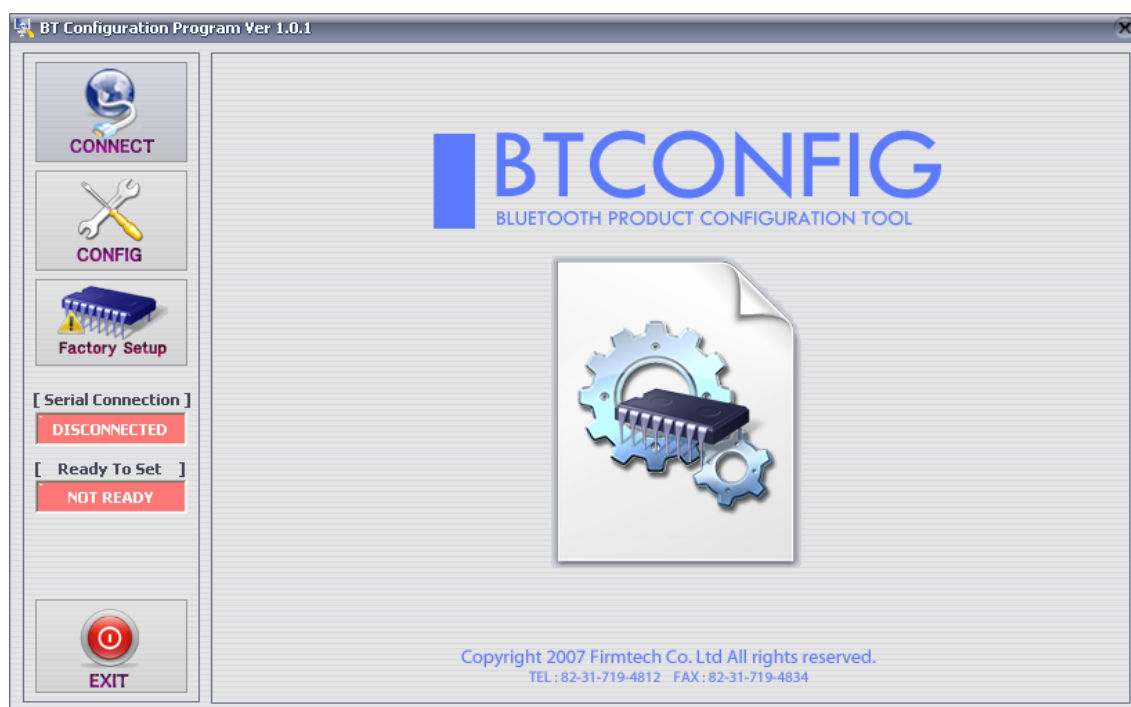 BT Configuration Program Ver 1.0.1
CONNECT
CONFIG
Factory Setup
[ Serial Connection ]
DISCONNECTED
[ Ready To Set ]
NOT READY
EXIT
BTCONFIG
BLUETOOTH PRODUCT CONFIGURATION TOOL
Copyright 2007 Firmtech Co. Ltd All rights reserved.
TEL : 82-31-719-4812 FAX : 82-31-719-4834